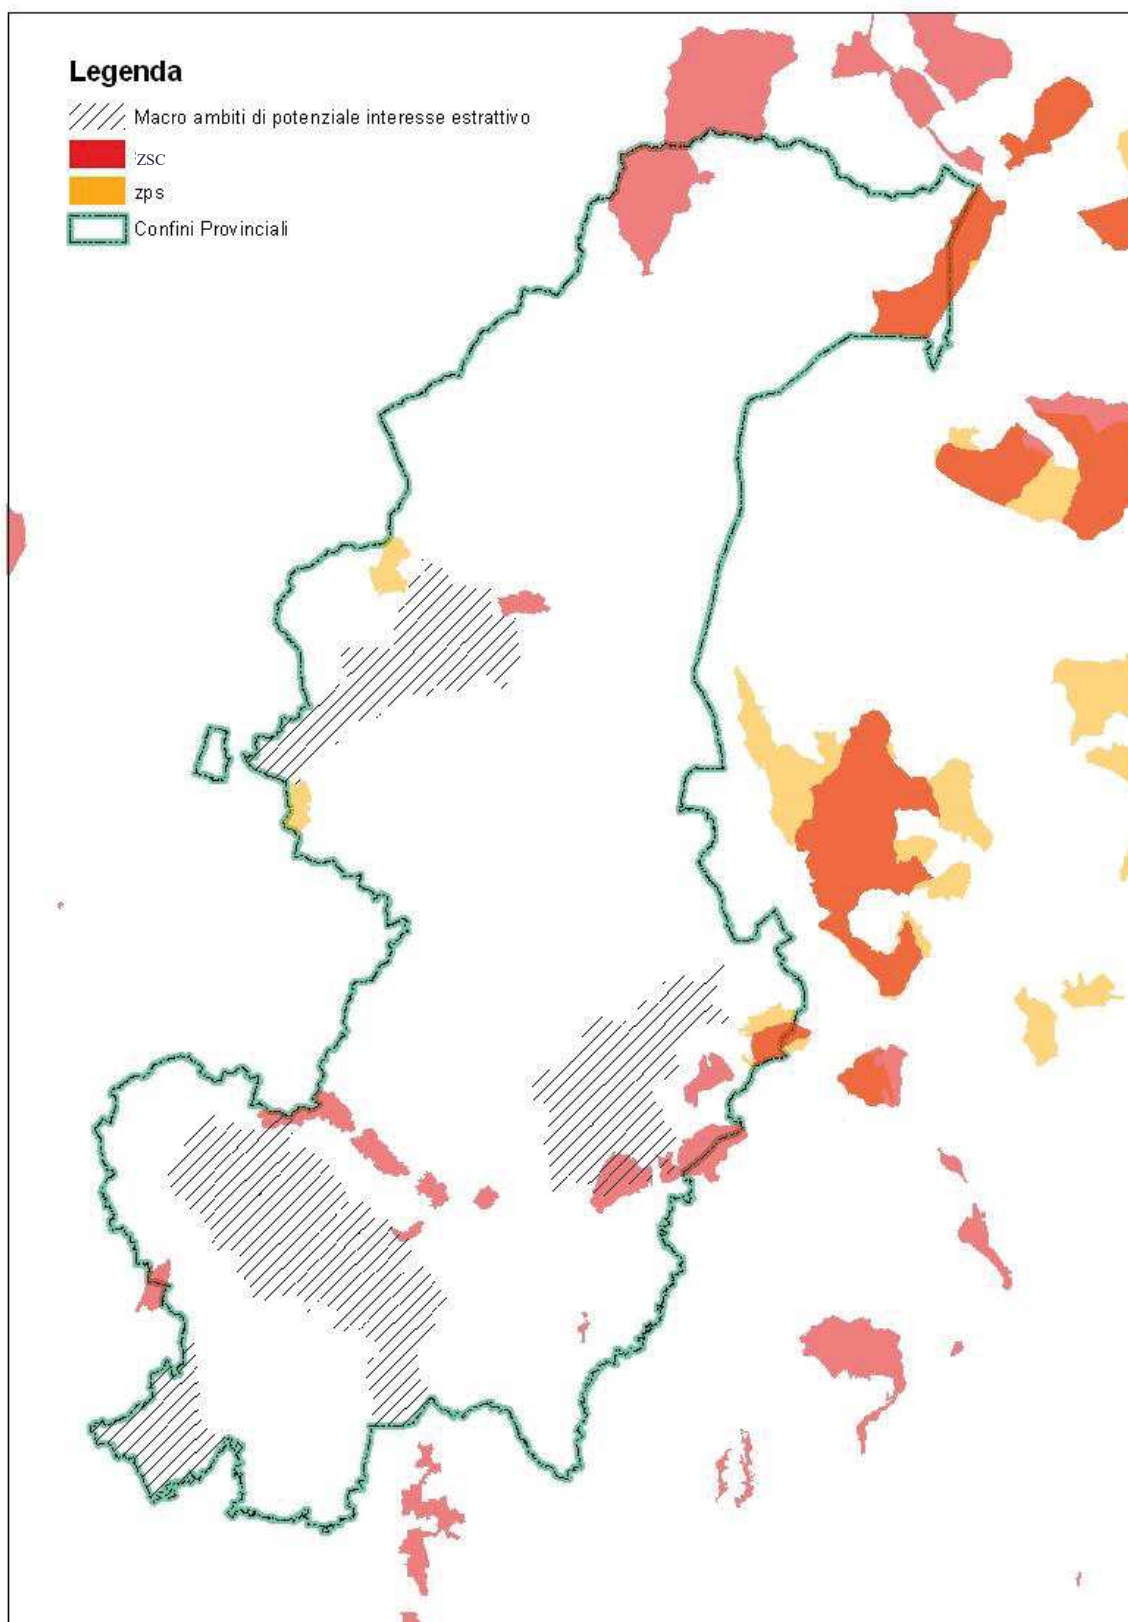 Legenda
Macro ambiti di potenziale interesse estrattivo
zsc
zps
Confini Provinciali